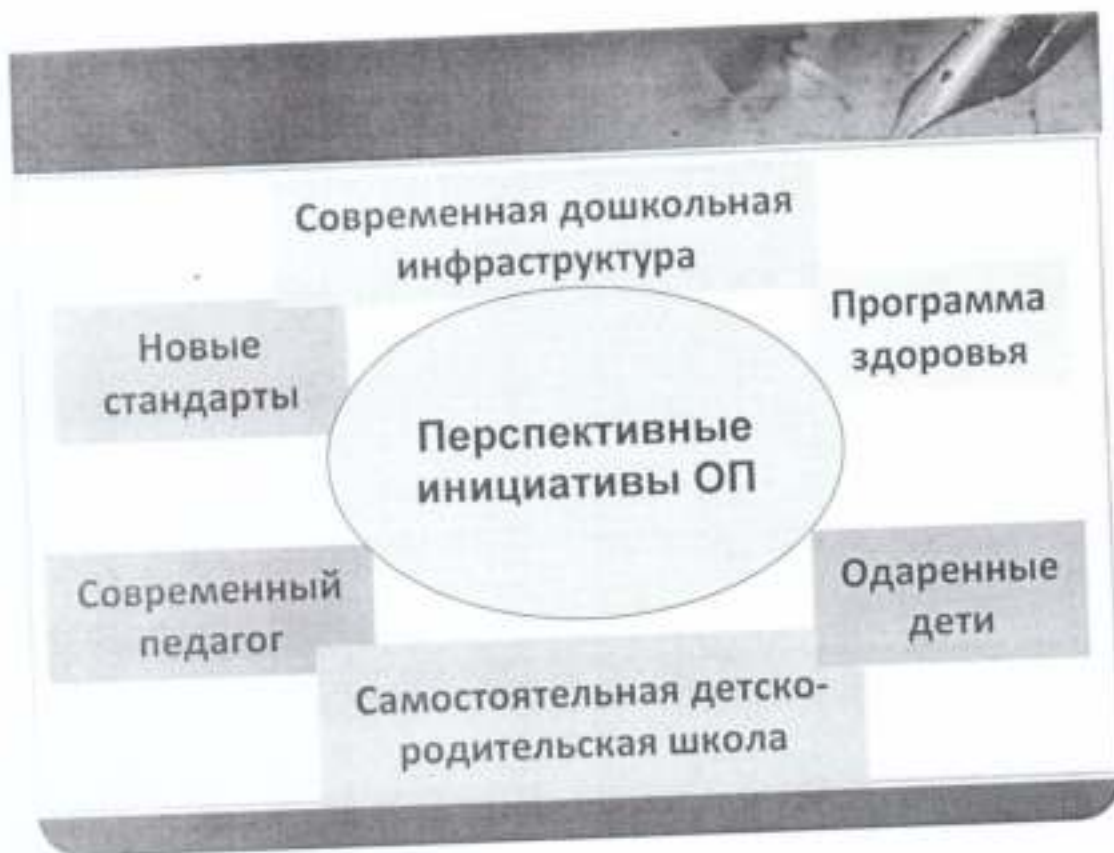 Современная дошкольная
инфраструктура
Программа
здоровья
Новые
стандарты
Перспективные
инициативы ОП
Современный
педагог
Одаренные
дети
Самостоятельная детско-
родительская школа